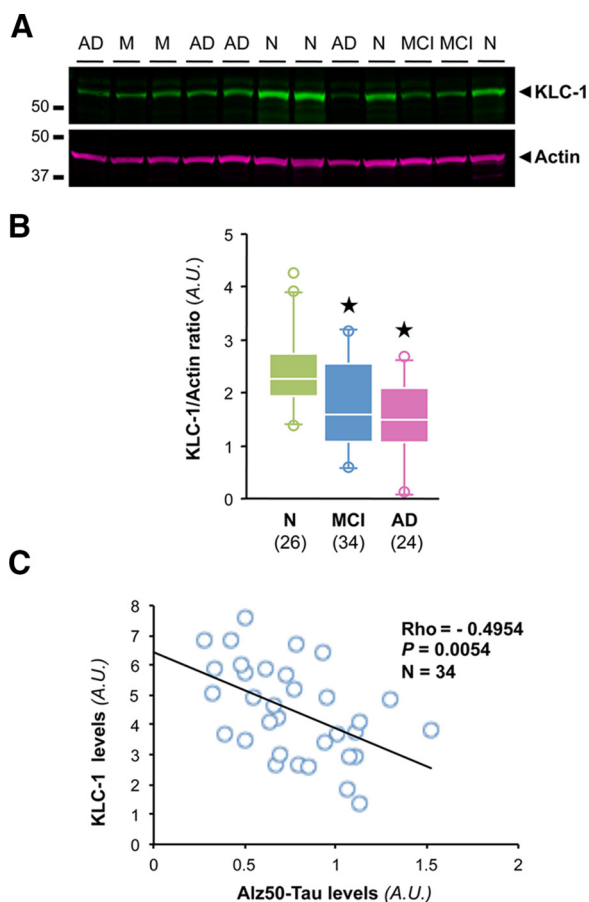 A
AD M M AD AD N N AD N MCI MCI N
KLC-1
50
50
Actin
37
B
KLC-1/Actin ratio (A.U.)
5
4
3
2
1
0
N MCI AD
(26) (34) (24)
C
KLC-1 levels (A.U.)
8
7
6
5
4
3
2
1
0
Rho = - 0.4954
P = 0.0054
N = 34
0 0.5 1 1.5 2
Alz50-Tau levels (A.U.)